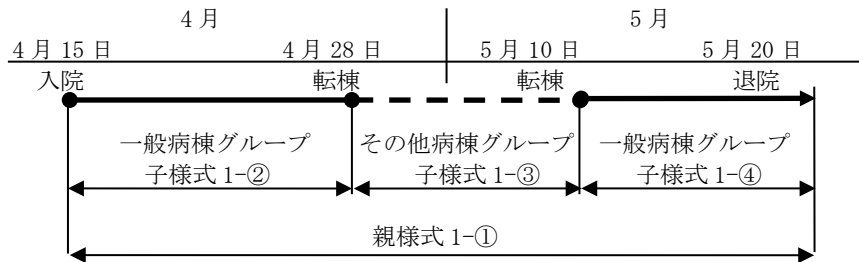 4月 5月
4月15日 4月28日 5月10日 5月20日
入院 転棟 転棟 退院
一般病棟グループ その他病棟グループ 一般病棟グループ
子様式1-② 子様式1-③ 子様式1-④
親様式1-①